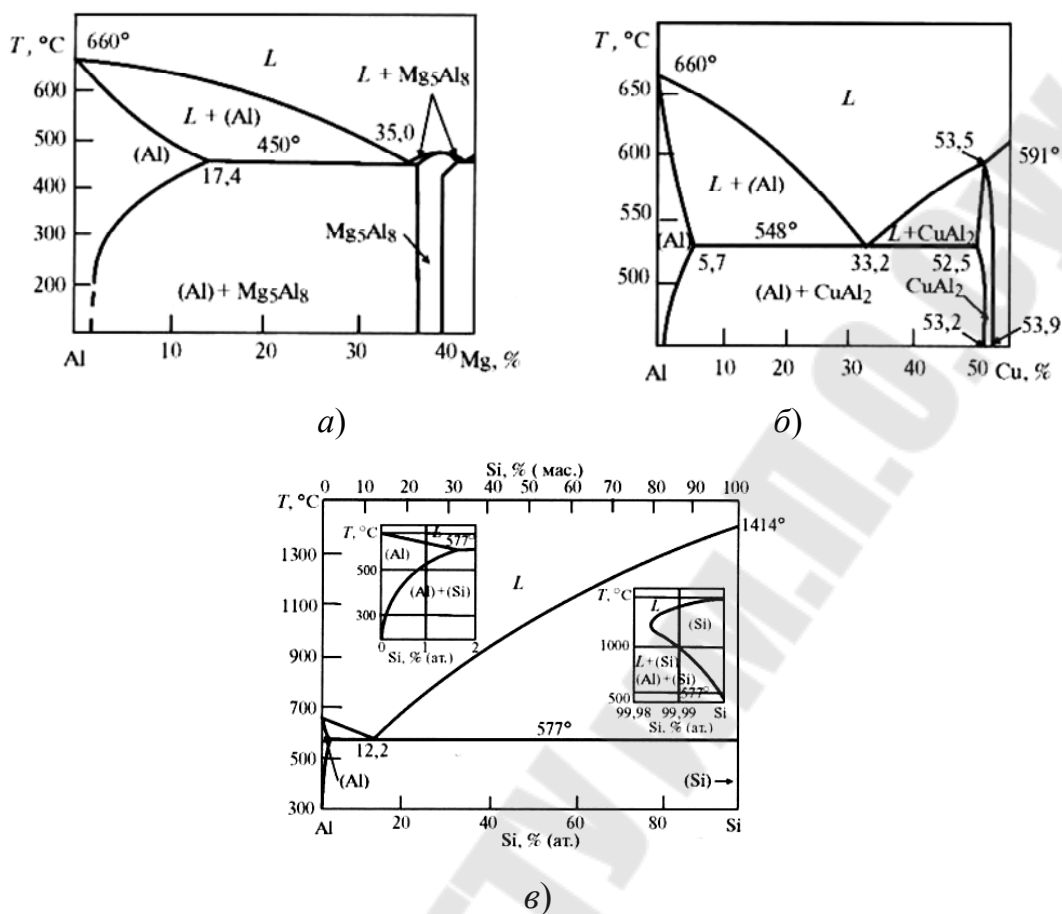 T, °C
660°
L
L + Mg₅Al₈
600
L + (Al)
500
(Al)
450°
35,0
400
17,4
300
Mg₅Al₈
200
(Al) + Mg₅Al₈
Al
10
20
30
40
Mg, %
а)
T, °C
660°
L
650
53,5
600
591°
L + (Al)
550
548°
(Al)
L+CuAl₂
5,7
33,2
52,5
500
(Al) + CuAl₂
CuAl₂
53,2
53,9
Al
10
20
30
40
50
Cu, %
б)
Si, % ( мас.)
0 10 20 30 40 50 60 70 80 90 100
T, °C
1414°
1300
1100
900
700
500
300
L
577°
12,2
(Al)
(Si)
Al
20
40
60
80
Si
Si, % (ат.)
T, °C
L
577°
(Al)
500
(Al)+(Si)
300
0 1 2
Si, % (ат.)
T, °C
L
(Si)
1000
L+(Si)
(Al)+(Si)
577°
500
99,98 99,99 Si
Si, % (ат.)
в)